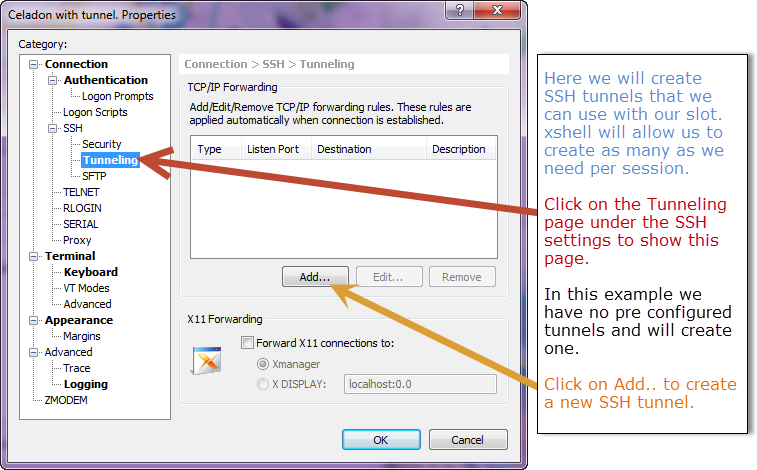 Celadon with tunnel. Properties
Category:
Connection
Authentication
Logon Prompts
Logon Scripts
SSH
Security
Tunneling
SFTP
TELNET
RLOGIN
SERIAL
Proxy
Terminal
Keyboard
VT Modes
Advanced
Appearance
Margins
Advanced
Trace
Logging
ZMODEM
Connection > SSH > Tunneling
TCP/IP Forwarding
Add/Edit/Remove TCP/IP forwarding rules. These rules are
applied automatically when connection is established.
Type Listen Port Destination Description
Add... Edit... Remove
X11 Forwarding
Forward X11 connections to:
Xmanager
X DISPLAY: localhost:0.0
OK Cancel
Here we will create
SSH tunnels that we
can use with our slot.
xshell will allow us to
create as many as we
need per session.
Click on the Tunneling
page under the SSH
settings to show this
page.
In this example we
have no pre configured
tunnels and will create
one.
Click on Add.. to create
a new SSH tunnel.